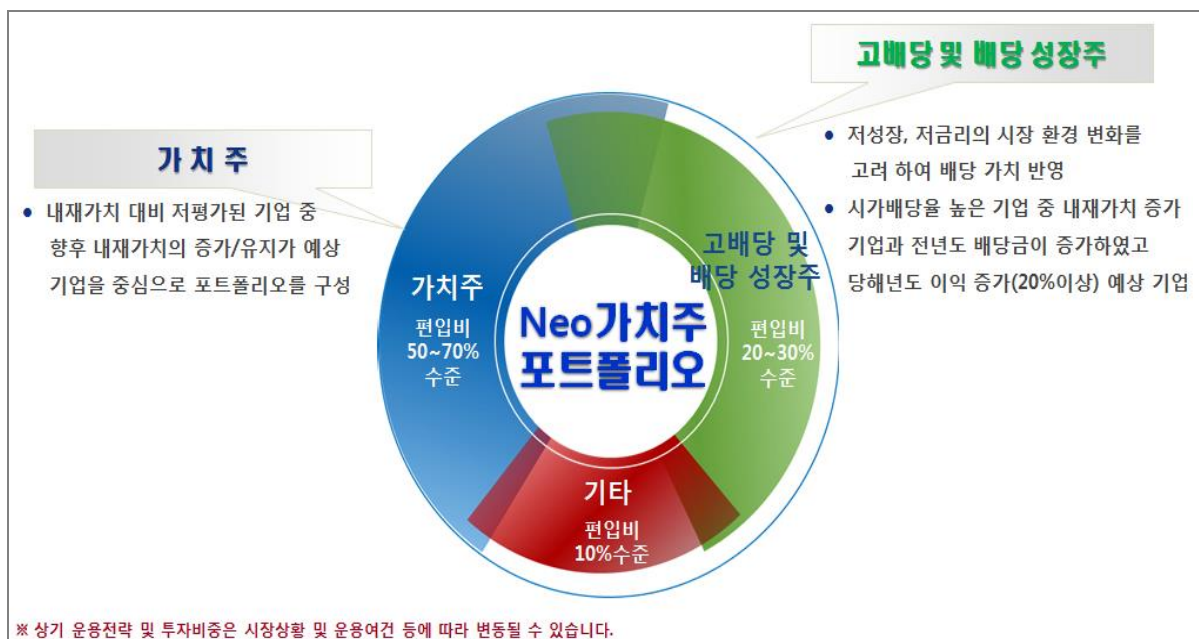 고배당 및 배당 성장주
가 치 주
• 저성장, 저금리의 시장 환경 변화를
고려 하여 배당 가치 반영
• 시가배당율 높은 기업 중 내재가치 증가
기업과 전년도 배당금이 증가하였고
당해년도 이익 증가(20%이상) 예상 기업
• 내재가치 대비 저평가된 기업 중
향후 내재가치의 증가/유지가 예상
기업을 중심으로 포트폴리오를 구성
가치주
편입비
50~70%
수준
Neo가치주
포트폴리오
고배당 및
배당 성장주
편입비
20~30%
수준
기타
편입비
10%수준
※ 상기 운용전략 및 투자비중은 시장상황 및 운용여건 등에 따라 변동될 수 있습니다.